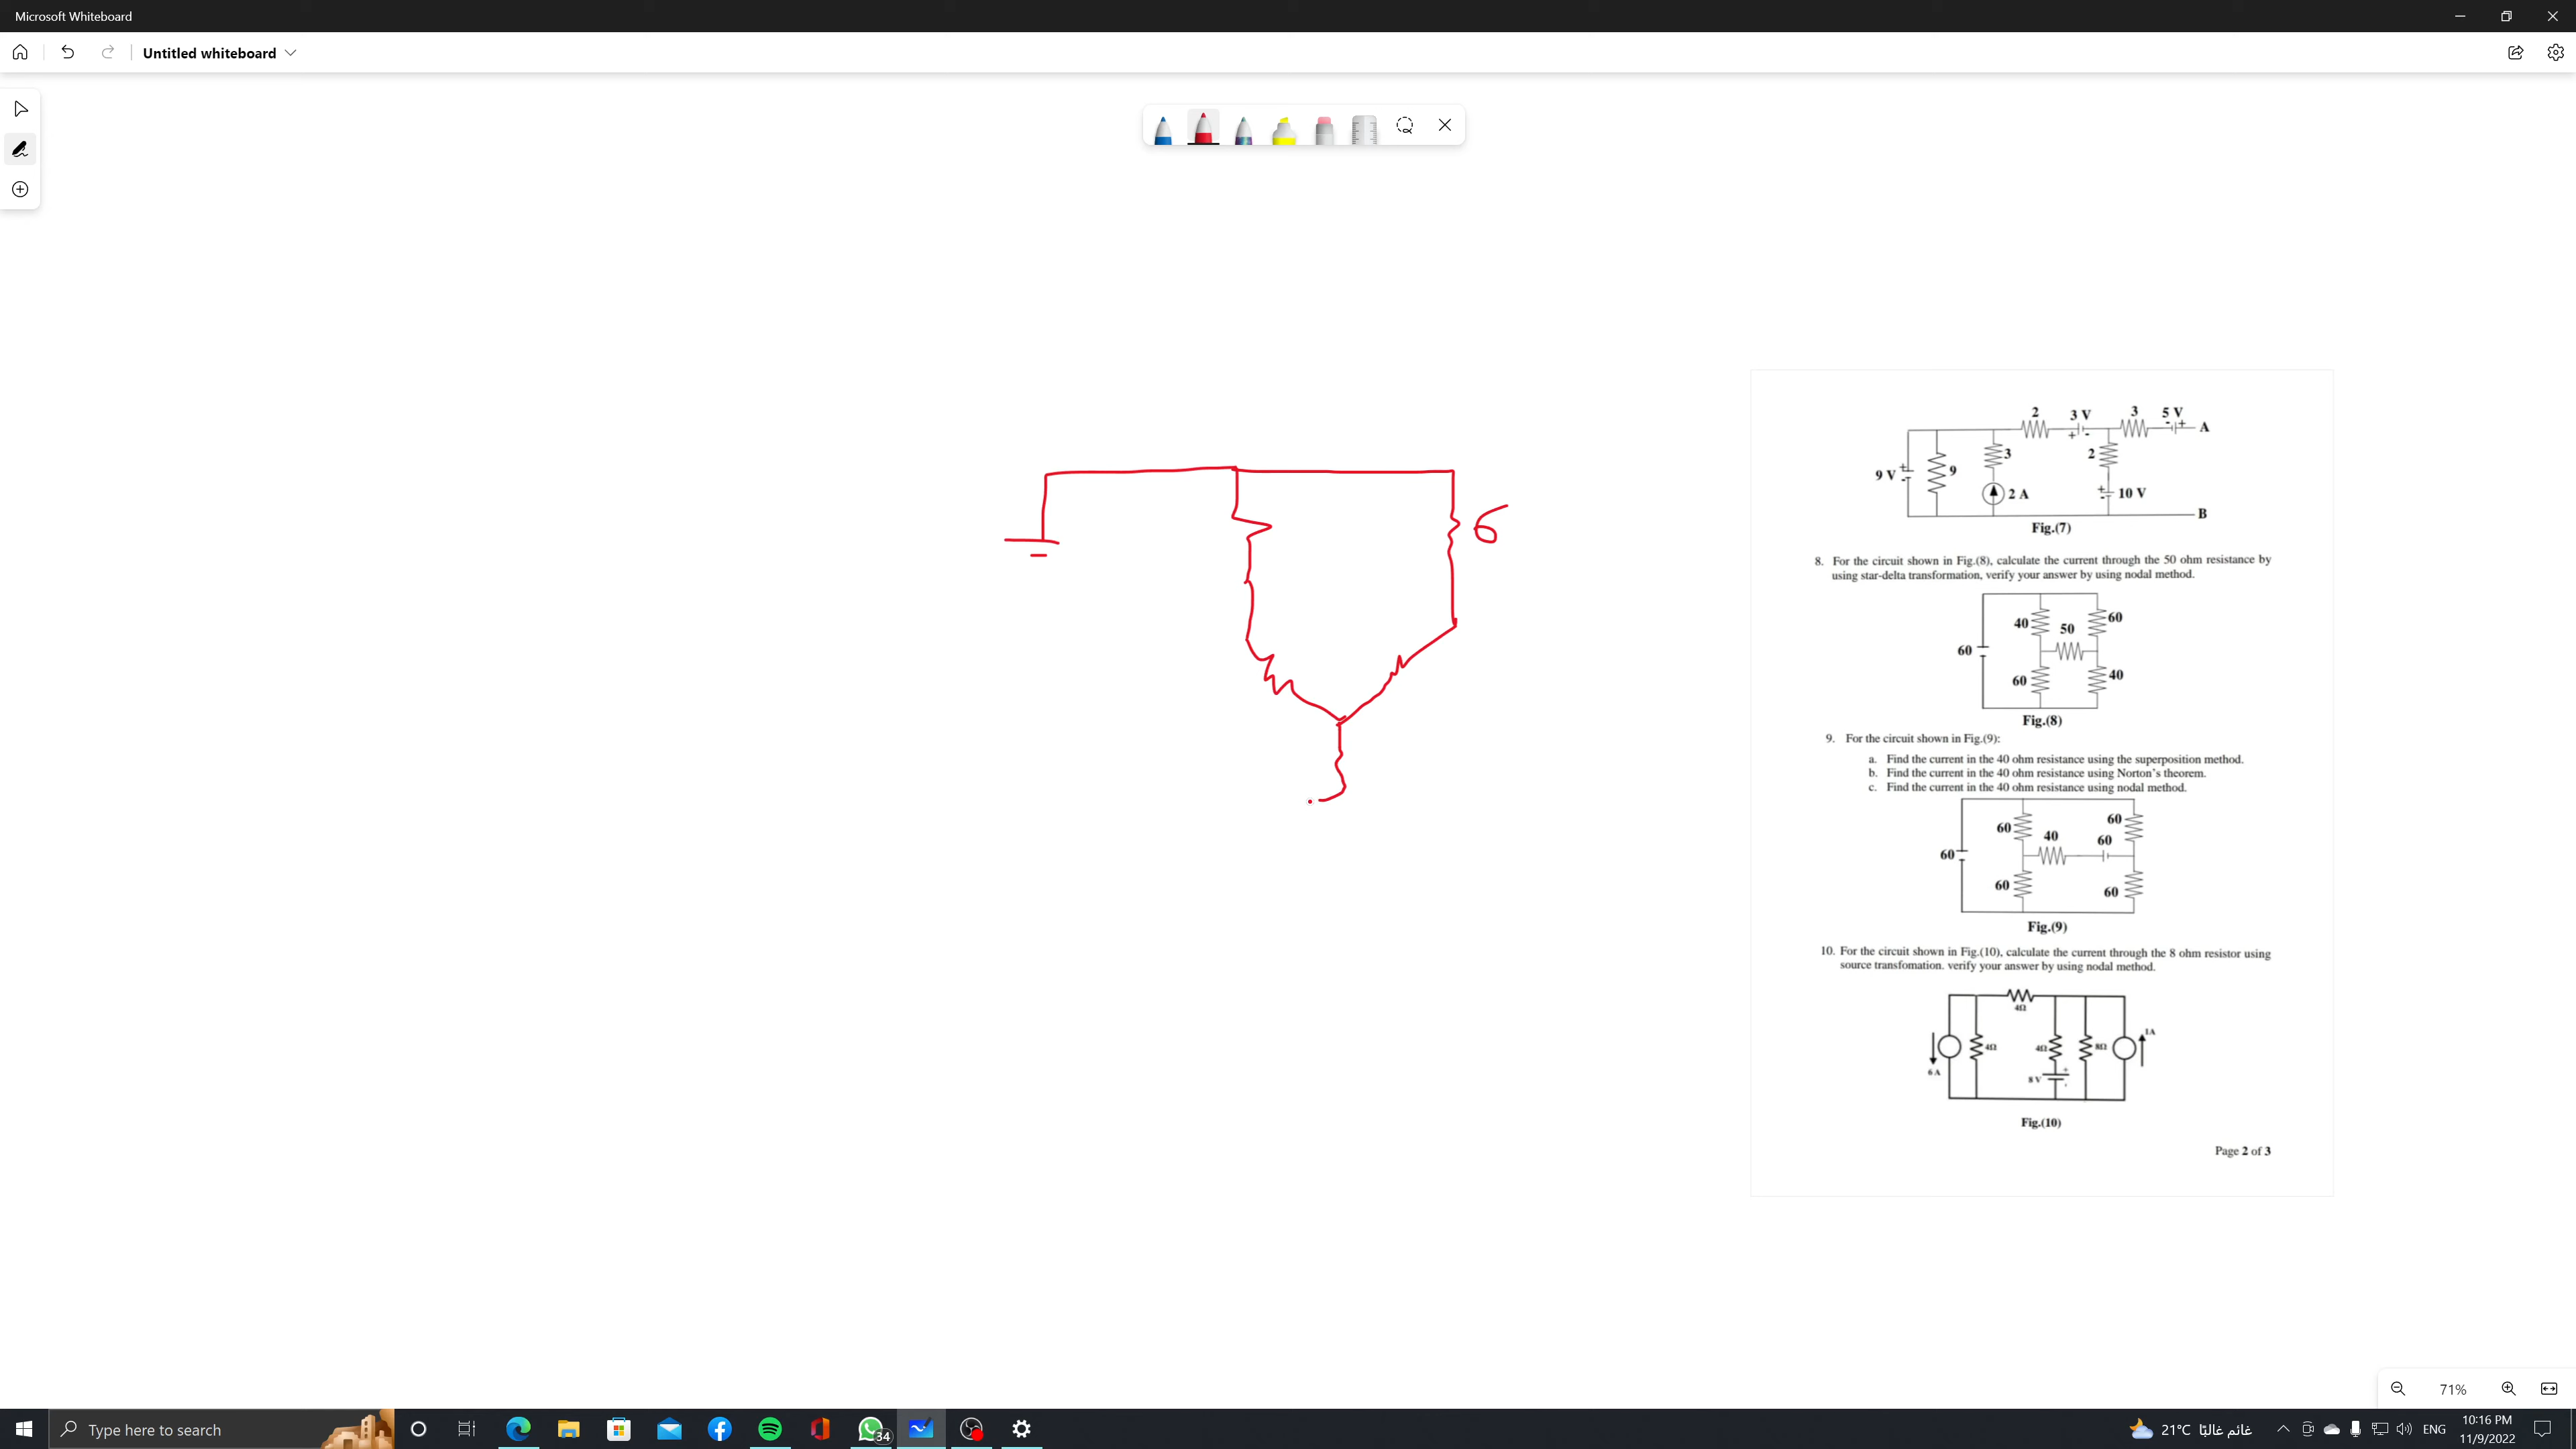 Microsoft Whiteboard
Untitled whiteboard
6
2
3 V
3
5 V
+
-
-
+
A
3
2
9 V
+
-
9
2 A
+
-
10 V
B
Fig.(7)
8. For the circuit shown in Fig.(8), calculate the current through the 50 ohm resistance by
using star-delta transformation, verify your answer by using nodal method.
40
60
50
60
60
40
Fig.(8)
9. For the circuit shown in Fig.(9):
a. Find the current in the 40 ohm resistance using the superposition method.
b. Find the current in the 40 ohm resistance using Norton's theorem.
c. Find the current in the 40 ohm resistance using nodal method.
60
60
40
60
60
60
60
Fig.(9)
10. For the circuit shown in Fig.(10), calculate the current through the 8 ohm resistor using
source transfomation. verify your answer by using nodal method.
4Ω
1A
4Ω
4Ω
8Ω
6 A
8 V
+
-
Fig.(10)
Page 2 of 3
71%
Type here to search
34
21°C غائم غالبًا
ENG
10:16 PM
11/9/2022